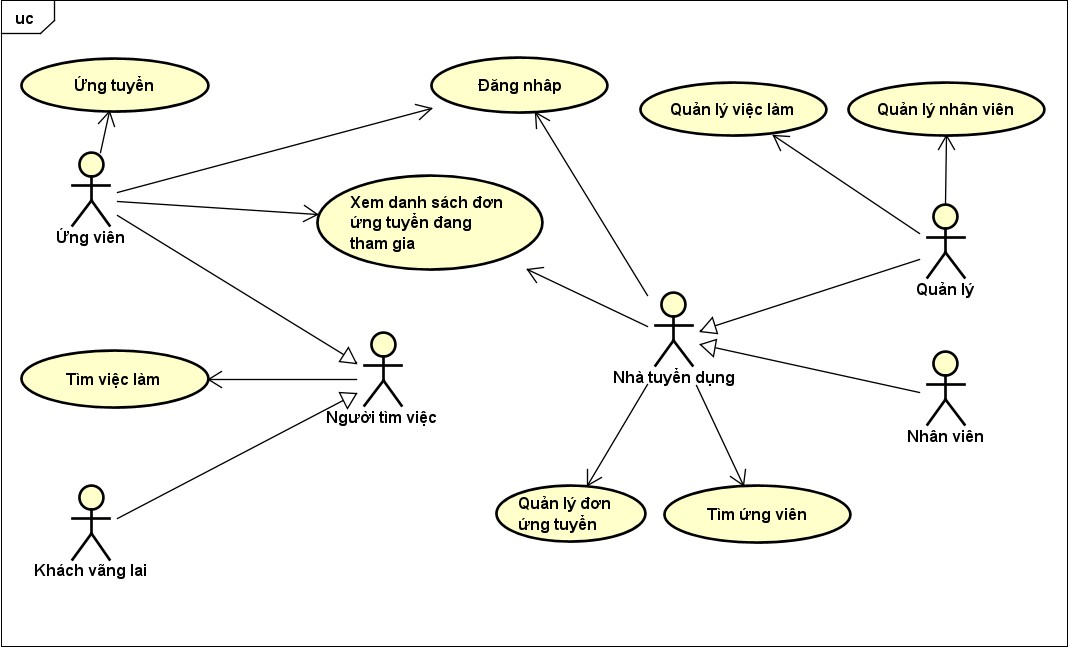 uc
Ứng tuyển
Đăng nhâp
Quản lý việc làm
Quản lý nhân viên
Xem danh sách đơn
ứng tuyển đang
tham gia
Ứng viên
Quản lý
Tìm việc làm
Người tìm việc
Nhà tuyển dụng
Nhân viên
Quản lý đơn
ứng tuyển
Tìm ứng viên
Khách vãng lai